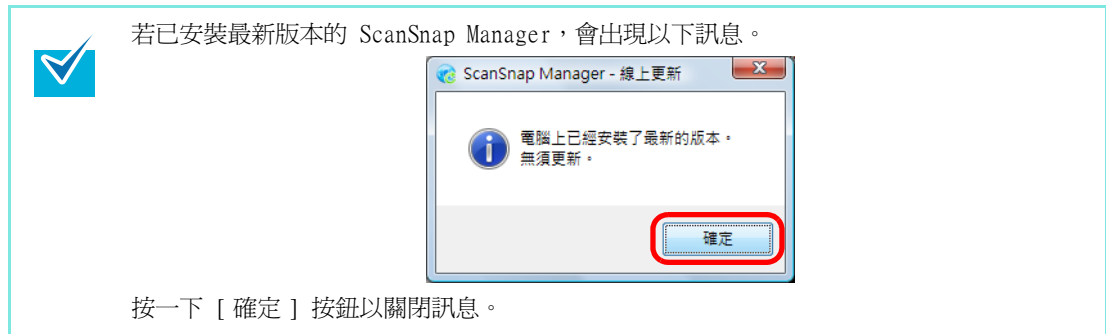 若已安裝最新版本的 ScanSnap Manager，會出現以下訊息。
ScanSnap Manager - 線上更新
電腦上已經安裝了最新的版本。
無須更新。
確定
按一下 [ 確定 ] 按鈕以關閉訊息。